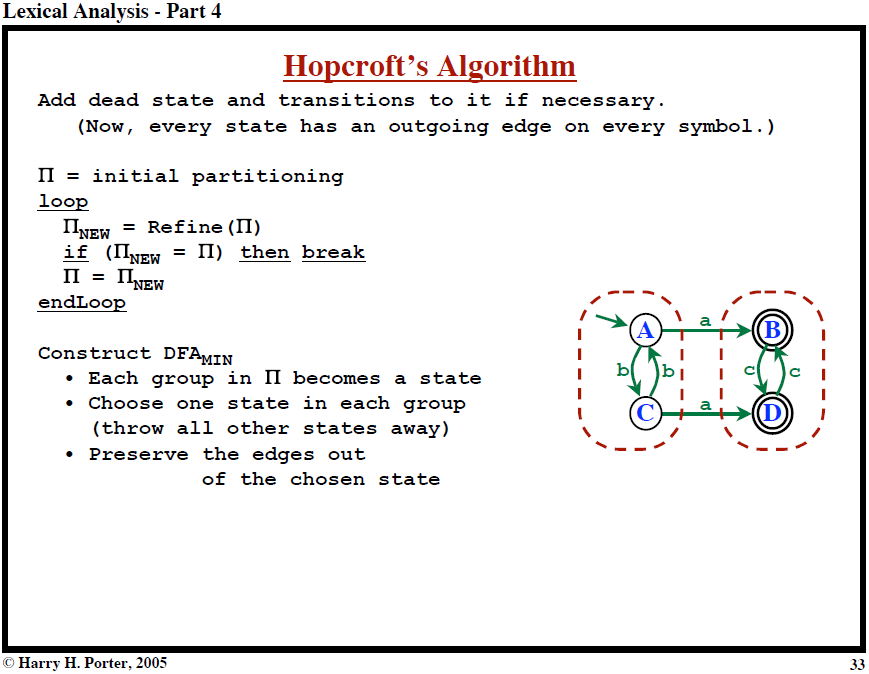 Lexical Analysis - Part 4
Hopcroft's Algorithm
Add dead state and transitions to it if necessary.
(Now, every state has an outgoing edge on every symbol.)
Π = initial partitioning
loop
ΠNEW = Refine(Π)
if (ΠNEW = Π) then break
Π = ΠNEW
endLoop
Construct DFAMIN
• Each group in Π becomes a state
• Choose one state in each group
(throw all other states away)
• Preserve the edges out
of the chosen state
A a B
b b c c
C a D
© Harry H. Porter, 2005
33